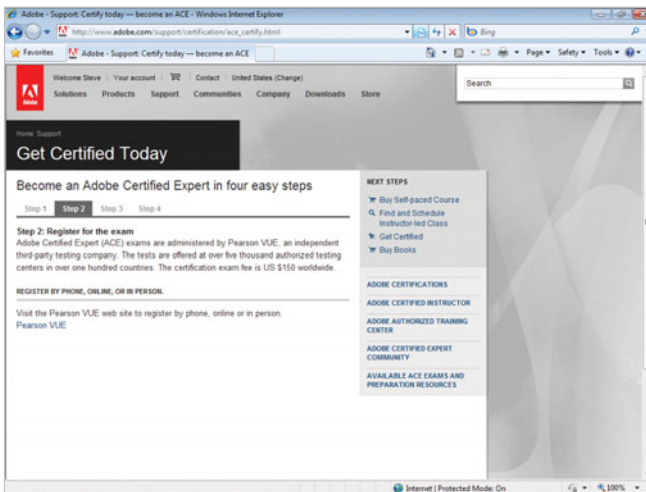 Adobe - Support: Certify today — become an ACE - Windows Internet Explorer
http://www.adobe.com/support/certification/ace_certify.html
Bing
Favorites
Adobe - Support: Certify today — become an ACE
Page
Safety
Tools
Welcome Steve | Your account | Contact | United States (Change)
Search
Adobe
Solutions Products Support Communities Company Downloads Store
Home Support
Get Certified Today
Become an Adobe Certified Expert in four easy steps
Step 1 Step 2 Step 3 Step 4
Step 2: Register for the exam
Adobe Certified Expert (ACE) exams are administered by Pearson VUE, an independent
third-party testing company. The tests are offered at over five thousand authorized testing
centers in over one hundred countries. The certification exam fee is US $150 worldwide.
REGISTER BY PHONE, ONLINE, OR IN PERSON.
Visit the Pearson VUE web site to register by phone, online or in person.
Pearson VUE
NEXT STEPS
Buy Self-paced Course
Find and Schedule
Instructor-led Class
Get Certified
Buy Books
ADOBE CERTIFICATIONS
ADOBE CERTIFIED INSTRUCTOR
ADOBE AUTHORIZED TRAINING
CENTER
ADOBE CERTIFIED EXPERT
COMMUNITY
AVAILABLE ACE EXAMS AND
PREPARATION RESOURCES
Internet | Protected Mode: On
100%